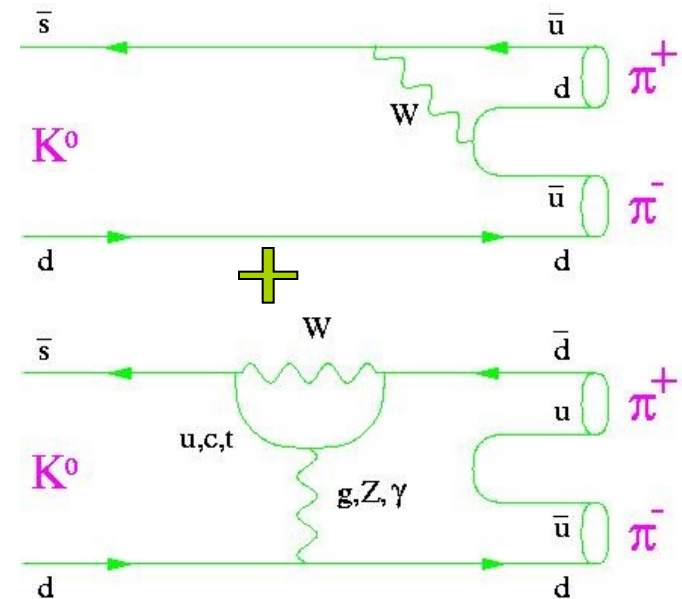 s̅ u̅
π⁺
d
W
K⁰
u̅
π⁻
d d
W
s̅ d̅
π⁺
u
u,c,t
K⁰
g,Z,γ
u̅
π⁻
d d